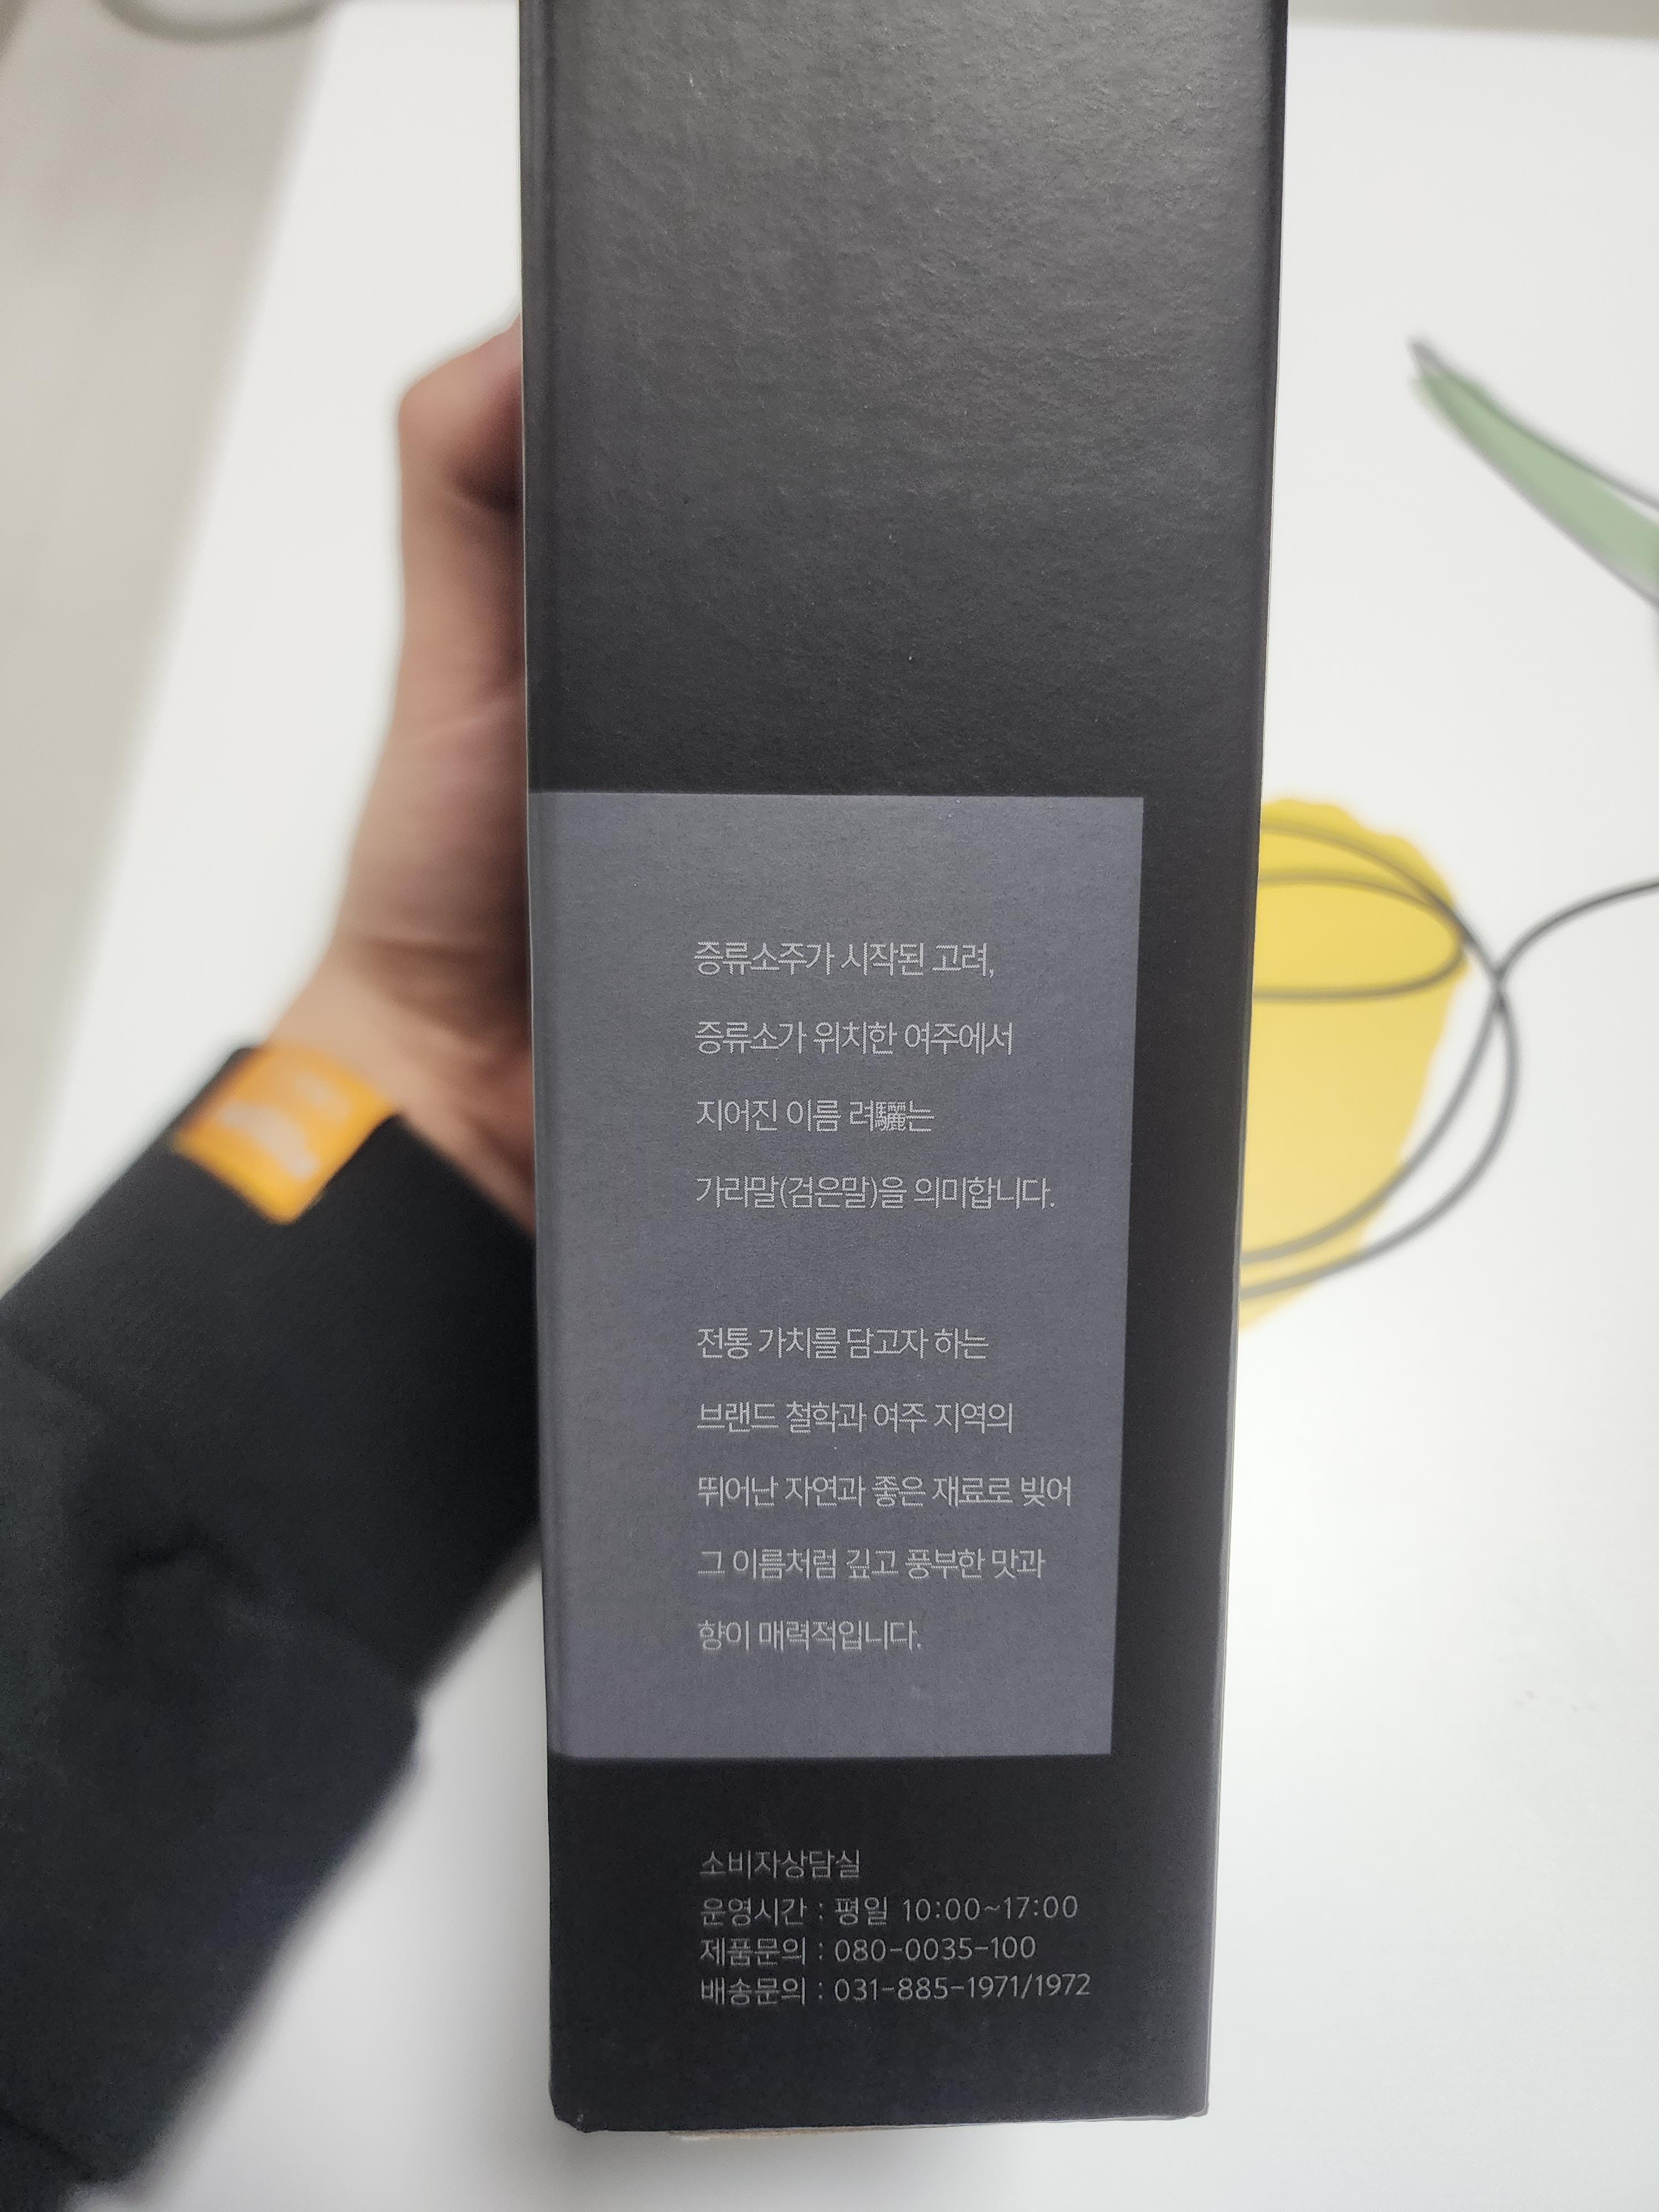 증류소주가 시작된 고려,
증류소가 위치한 여주에서
지어진 이름 려驪는
가라말(검은말)을 의미합니다.
전통 가치를 담고자 하는
브랜드 철학과 여주 지역의
뛰어난 자연과 좋은 재료로 빚어
그 이름처럼 깊고 풍부한 맛과
향이 매력적입니다.
소비자상담실
운영시간 : 평일 10:00~17:00
제품문의 : 080-0035-100
배송문의 : 031-885-1971/1972